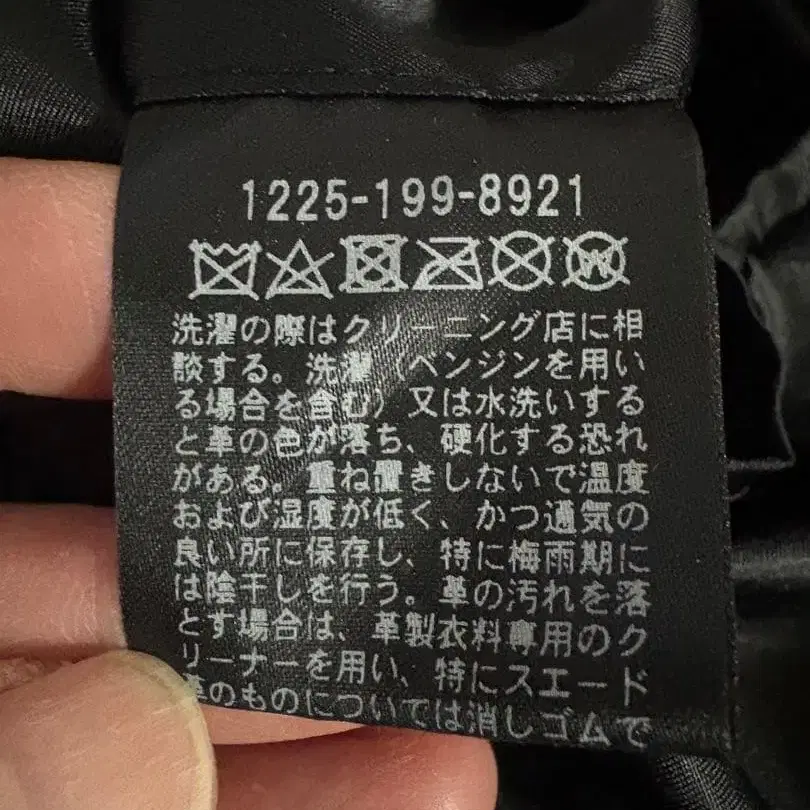 1225-199-8921
W
洗濯の際はクリーニング店に相
談する。洗濯（ベンジンを用い
る場合を含む）又は水洗いする
と革の色が落ち、硬化する恐れ
がある。重ね置きしないで温度
および湿度が低く、かつ通気の
良い所に保存し、特に梅雨期に
は陰干しを行う。革の汚れを落
とす場合は、革製衣料専用のク
リーナーを用い、特にスエード
革のものについては消しゴムで